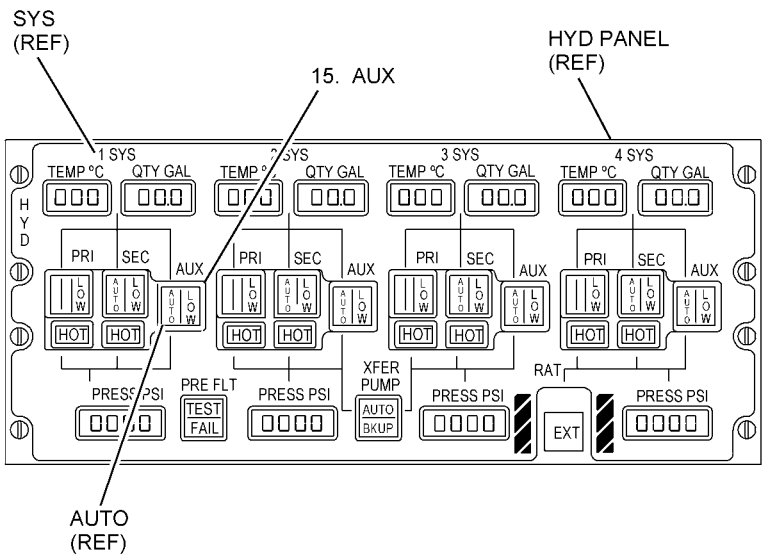 SYS
(REF)
HYD PANEL
(REF)
15. AUX
1 SYS
2 SYS
3 SYS
4 SYS
TEMP °C QTY GAL
TEMP °C QTY GAL
TEMP °C QTY GAL
TEMP °C QTY GAL
000 00.0
000 00.0
000 00.0
000 00.0
HYD
PRI SEC AUX
PRI SEC AUX
PRI SEC AUX
PRI SEC AUX
LOW AUTO LOW AUTO LOW
LOW AUTO LOW AUTO LOW
LOW AUTO LOW AUTO LOW
LOW AUTO LOW AUTO LOW
HOT HOT
HOT HOT
HOT HOT
HOT HOT
PRESS PSI
0000
PRE FLT
TEST
FAIL
PRESS PSI
0000
XFER
PUMP
AUTO
BKUP
PRESS PSI
0000
RAT
EXT
PRESS PSI
0000
AUTO
(REF)